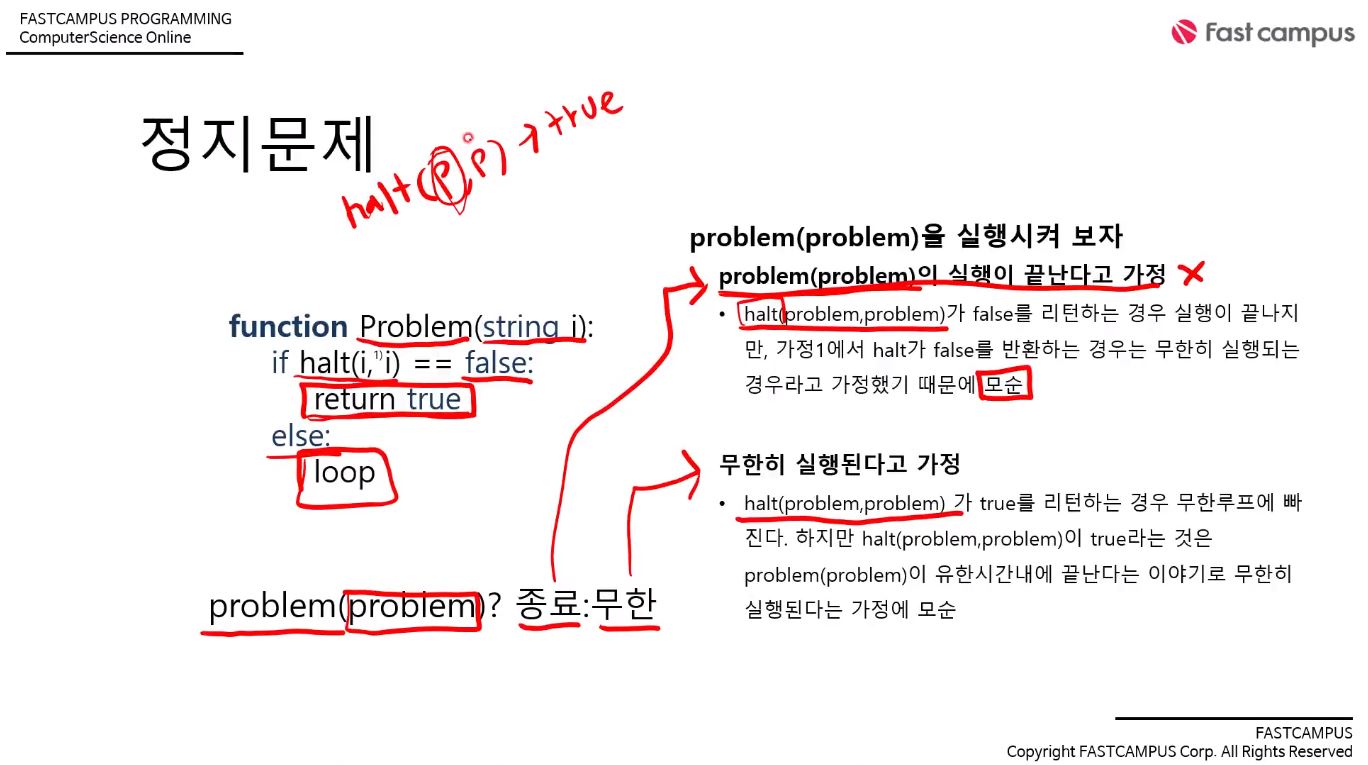 FASTCAMPUS PROGRAMMING
ComputerScience Online
Fast campus
정지문제
halt(P,P) → true
function Problem(string i):
if halt(i,¹⁾i) == false:
return true
else:
loop
problem(problem)? 종료:무한
problem(problem)을 실행시켜 보자
problem(problem)이 실행이 끝난다고 가정 X
• halt(problem,problem)가 false를 리턴하는 경우 실행이 끝나지
만, 가정1에서 halt가 false를 반환하는 경우는 무한히 실행되는
경우라고 가정했기 때문에 모순
무한히 실행된다고 가정
• halt(problem,problem) 가 true를 리턴하는 경우 무한루프에 빠
진다. 하지만 halt(problem,problem)이 true라는 것은
problem(problem)이 유한시간내에 끝난다는 이야기로 무한히
실행된다는 가정에 모순
FASTCAMPUS
Copyright FASTCAMPUS Corp. All Rights Reserved